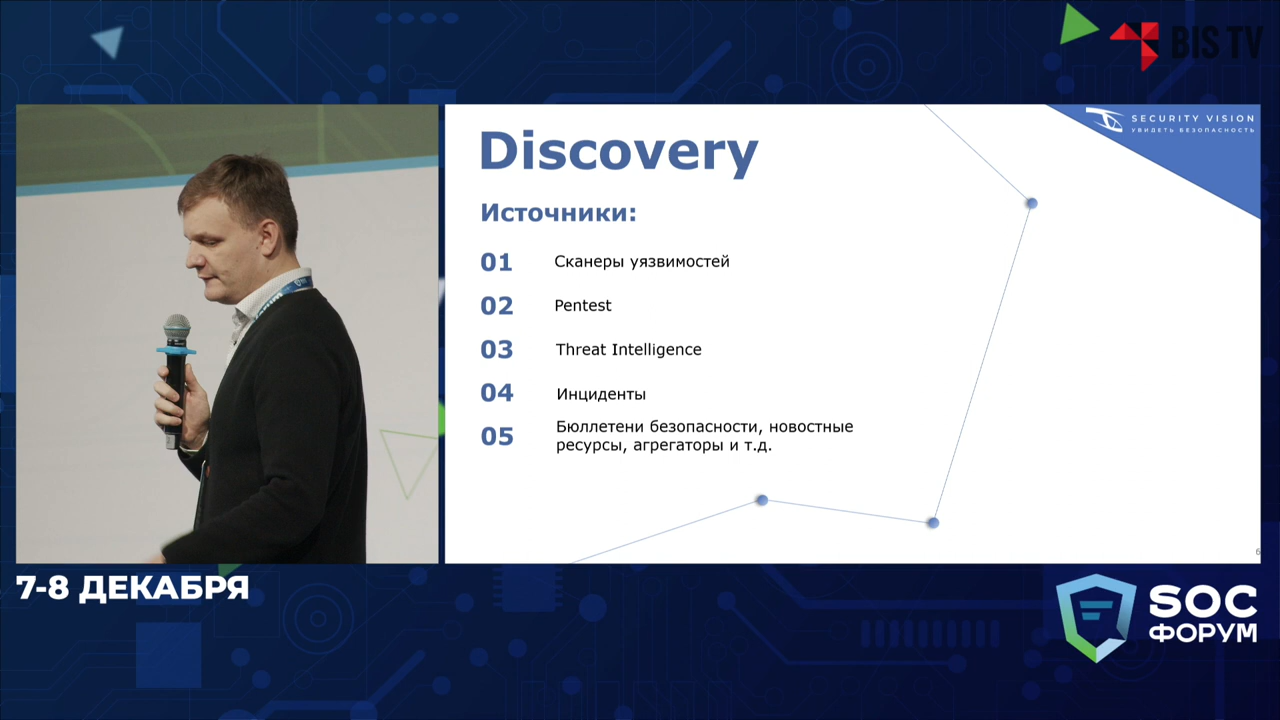 BIS TV
SECURITY VISION
УВИДЕТЬ БЕЗОПАСНОСТЬ
Discovery
Источники:
01 Сканеры уязвимостей
02 Pentest
03 Threat Intelligence
04 Инциденты
05 Бюллетени безопасности, новостные
ресурсы, агрегаторы и т.д.
6
7-8 ДЕКАБРЯ
SOC
ФОРУМ